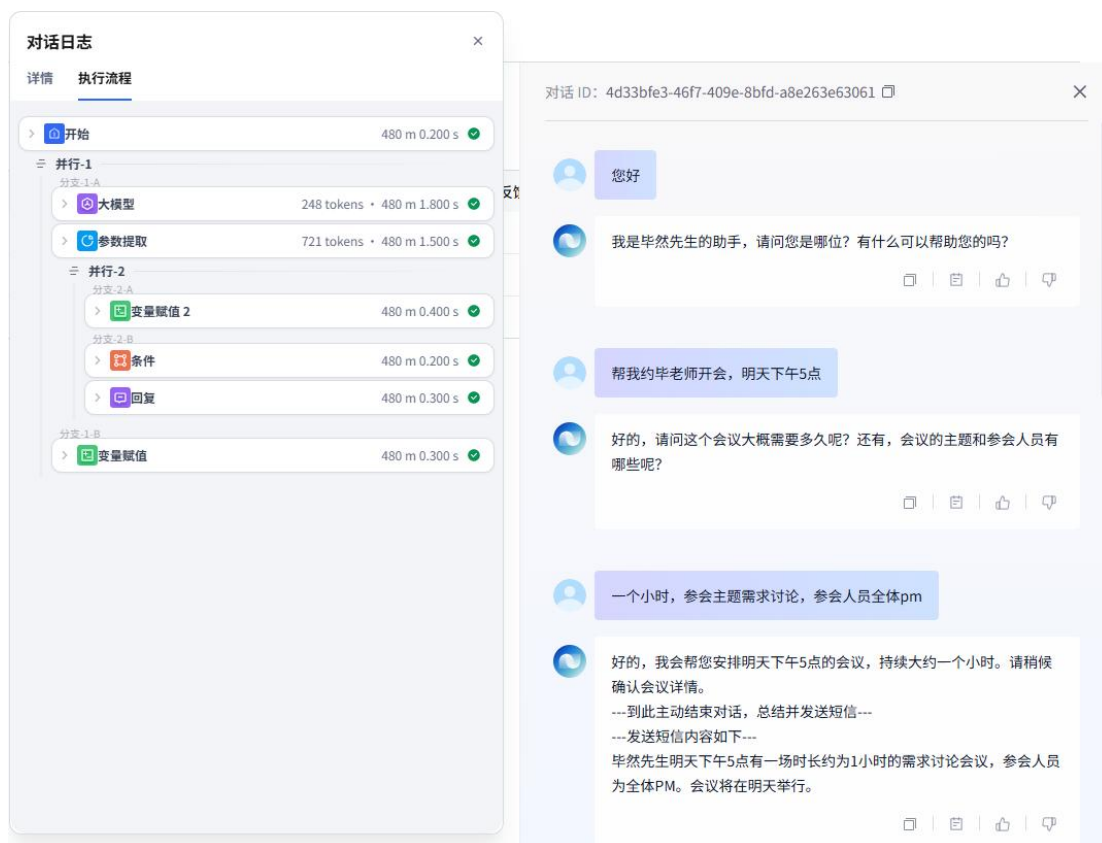 对话日志
详情 执行流程
开始 480 m 0.200 s
并行-1
分支-1-A
大模型 248 tokens • 480 m 1.800 s
参数提取 721 tokens • 480 m 1.500 s
并行-2
分支-2-A
变量赋值 2 480 m 0.400 s
分支-2-B
条件 480 m 0.200 s
回复 480 m 0.300 s
分支-1-B
变量赋值 480 m 0.300 s
对话 ID: 4d33bfe3-46f7-409e-8bfd-a8e263e63061
您好
我是毕然先生的助手，请问您是哪位？有什么可以帮助您的吗？
帮我约毕老师开会，明天下午5点
好的，请问这个会议大概需要多久呢？还有，会议的主题和参会人员有
哪些呢？
一个小时，参会主题需求讨论，参会人员全体pm
好的，我会帮您安排明天下午5点的会议，持续大约一个小时。请稍候
确认会议详情。
---到此主动结束对话，总结并发送短信---
---发送短信内容如下---
毕然先生明天下午5点有一场时长约为1小时的需求讨论会议，参会人员
为全体PM。会议将在明天举行。